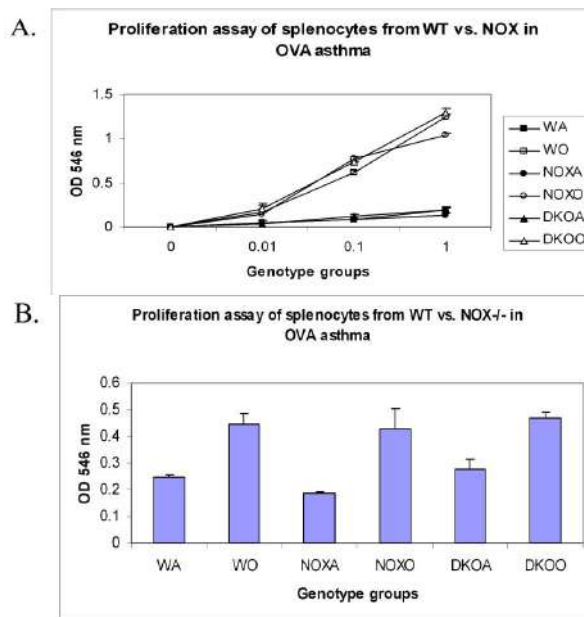 A.
Proliferation assay of splenocytes from WT vs. NOX in
OVA asthma
1.5
1
0.5
0
OD 546 nm
0 0.01 0.1 1
Genotype groups
WA
WO
NOXA
NOXO
DKOA
DKOO
B.
Proliferation assay of splenocytes from WT vs. NOX-/- in
OVA asthma
0.6
0.5
0.4
0.3
0.2
0.1
0
OD 546 nm
WA WO NOXA NOXO DKOA DKOO
Genotype groups